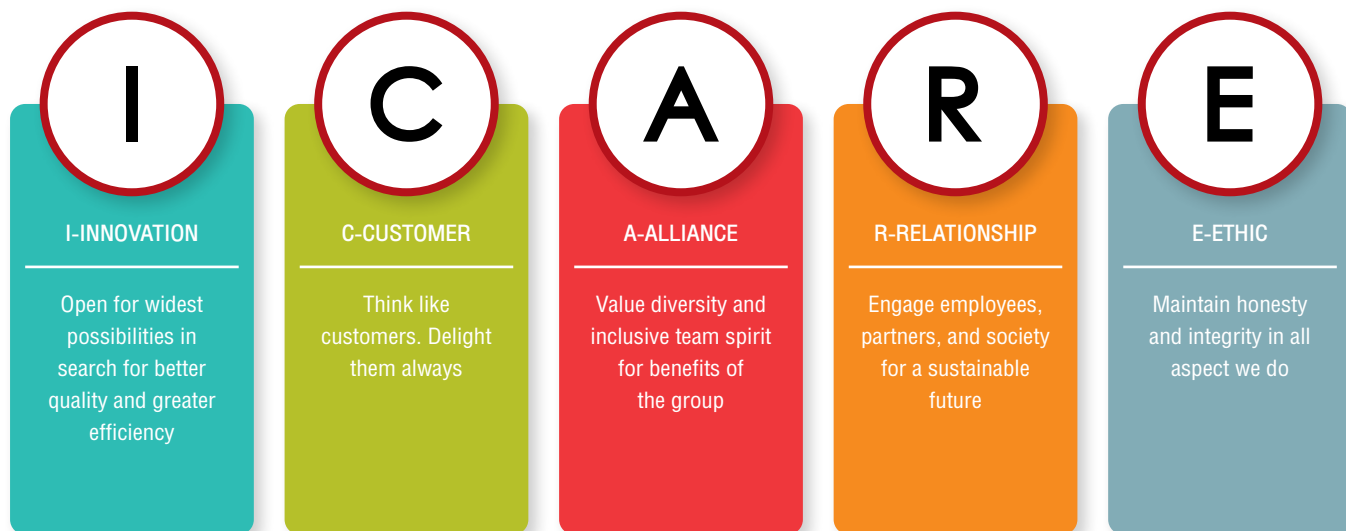 I
C
A
R
E
I-INNOVATION
Open for widest
possibilities in
search for better
quality and greater
efficiency
C-CUSTOMER
Think like
customers. Delight
them always
A-ALLIANCE
Value diversity and
inclusive team spirit
for benefits of
the group
R-RELATIONSHIP
Engage employees,
partners, and society
for a sustainable
future
E-ETHIC
Maintain honesty
and integrity in all
aspect we do